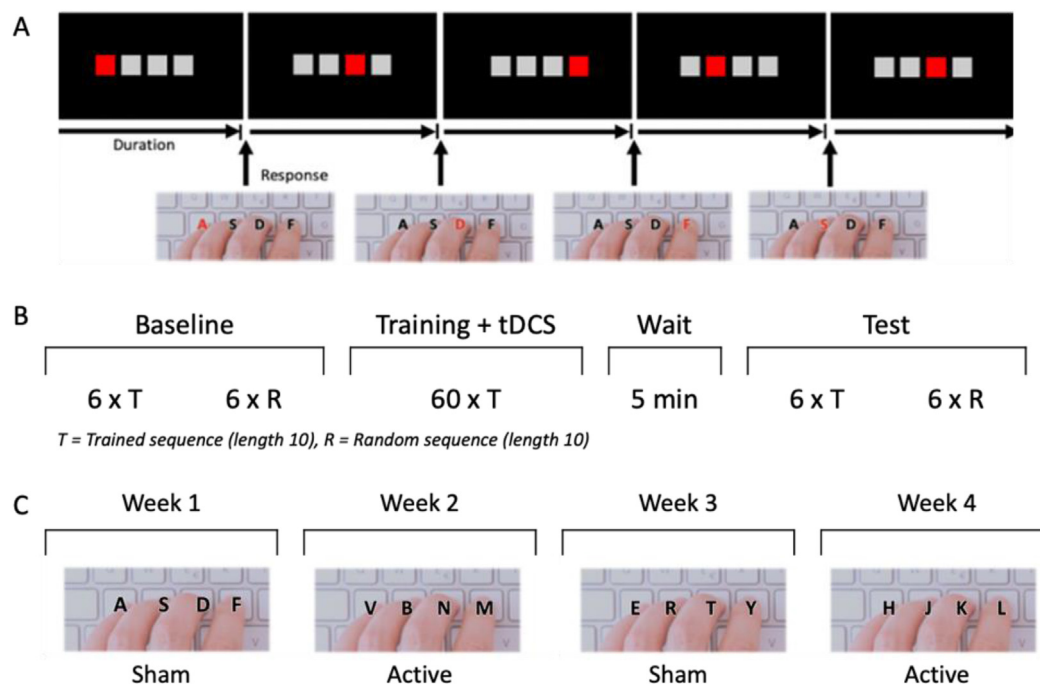 A
Duration
Response
A S D F
A S D F
A S D F
A S D F
B
Baseline
Training + tDCS
Wait
Test
6 x T
6 x R
60 x T
5 min
6 x T
6 x R
T = Trained sequence (length 10), R = Random sequence (length 10)
C
Week 1
Week 2
Week 3
Week 4
A S D F
V B N M
E R T Y
H J K L
Sham
Active
Sham
Active